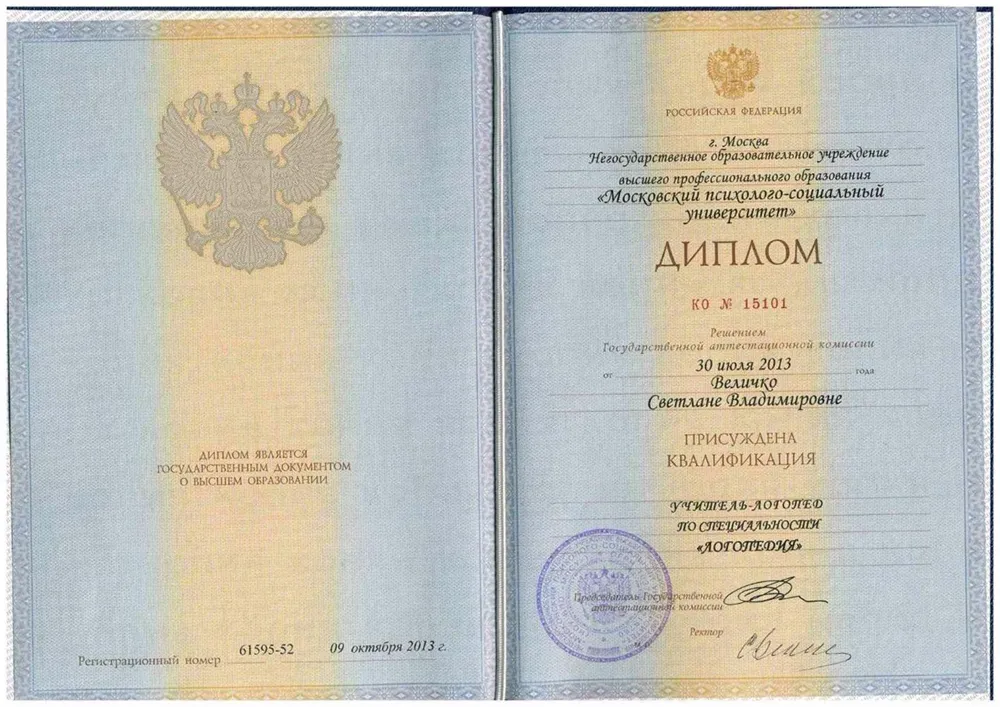 ДИПЛОМ ЯВЛЯЕТСЯ
ГОСУДАРСТВЕННЫМ ДОКУМЕНТОМ
О ВЫСШЕМ ОБРАЗОВАНИИ
Регистрационный номер 61595-52 09 октября 2013 г.
РОССИЙСКАЯ ФЕДЕРАЦИЯ
г. Москва
Негосударственное образовательное учреждение
высшего профессионального образования
«Московский психолого-социальный
университет»
ДИПЛОМ
КО № 15101
Решением
Государственной аттестационной комиссии
от 30 июля 2013 года
Величко
Светлане Владимировне
ПРИСУЖДЕНА
КВАЛИФИКАЦИЯ
УЧИТЕЛЬ-ЛОГОПЕД
ПО СПЕЦИАЛЬНОСТИ
«ЛОГОПЕДИЯ»
Председатель Государственной
аттестационной комиссии
Ректор